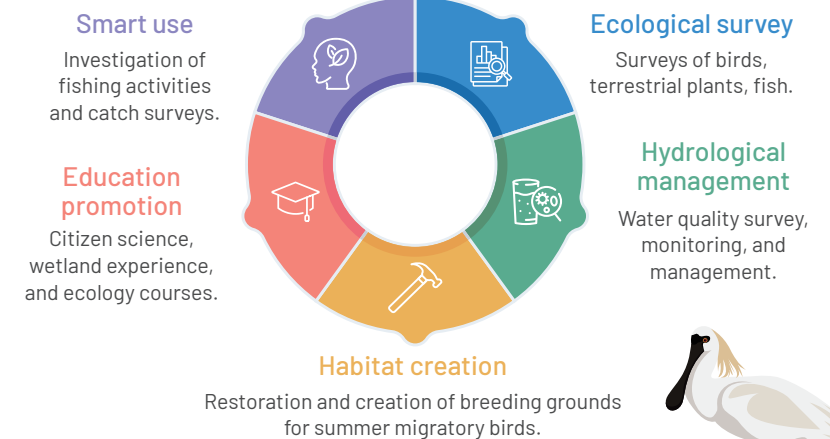 Smart use
Investigation of
fishing activities
and catch surveys.
Ecological survey
Surveys of birds,
terrestrial plants, fish.
Education
promotion
Citizen science,
wetland experience,
and ecology courses.
Hydrological
management
Water quality survey,
monitoring, and
management.
Habitat creation
Restoration and creation of breeding grounds
for summer migratory birds.